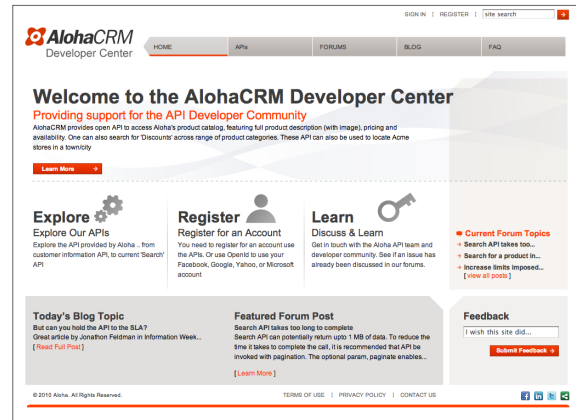 SIGN IN | REGISTER | site search
AlohaCRM
Developer Center
HOME APIs FORUMS BLOG FAQ
Welcome to the AlohaCRM Developer Center
Providing support for the API Developer Community
AlohaCRM provides open API to access Aloha's product catalog, featuring full product description (with image), pricing and
availability. One can also search for 'Discounts' across range of product categories. These API can also be used to locate Acme
stores in a town/city
Learn More
Explore
Explore Our APIs
Explore the API provided by Aloha .. from
customer information API, to current 'Search'
API
Register
Register for an Account
You need to register for an account use
the APIs. Or use OpenId to use your
Facebook, Google, Yahoo, or Microsoft
account
Learn
Discuss & Learn
Get in touch with the Aloha API team and
developer community. See if an issue has
already been discussed in our forums.
Current Forum Topics
Search API takes too...
Search for a product in...
Increase limits imposed...
[ view all posts ]
Today's Blog Topic
But can you hold the API to the SLA?
Great article by Jonathon Feldman in Information Week...
[ Read Full Post ]
Featured Forum Post
Search API takes too long to complete
Search API can potentially return upto 1 MB of data. To reduce the
time it takes to complete the call, it is recommended that API be
invoked with pagination. The optional param, paginate enables...
[ Learn More ]
Feedback
I wish this site did...
Submit Feedback
© 2010 Aloha. All Rights Reserved.
TERMS OF USE | PRIVACY POLICY | CONTACT US